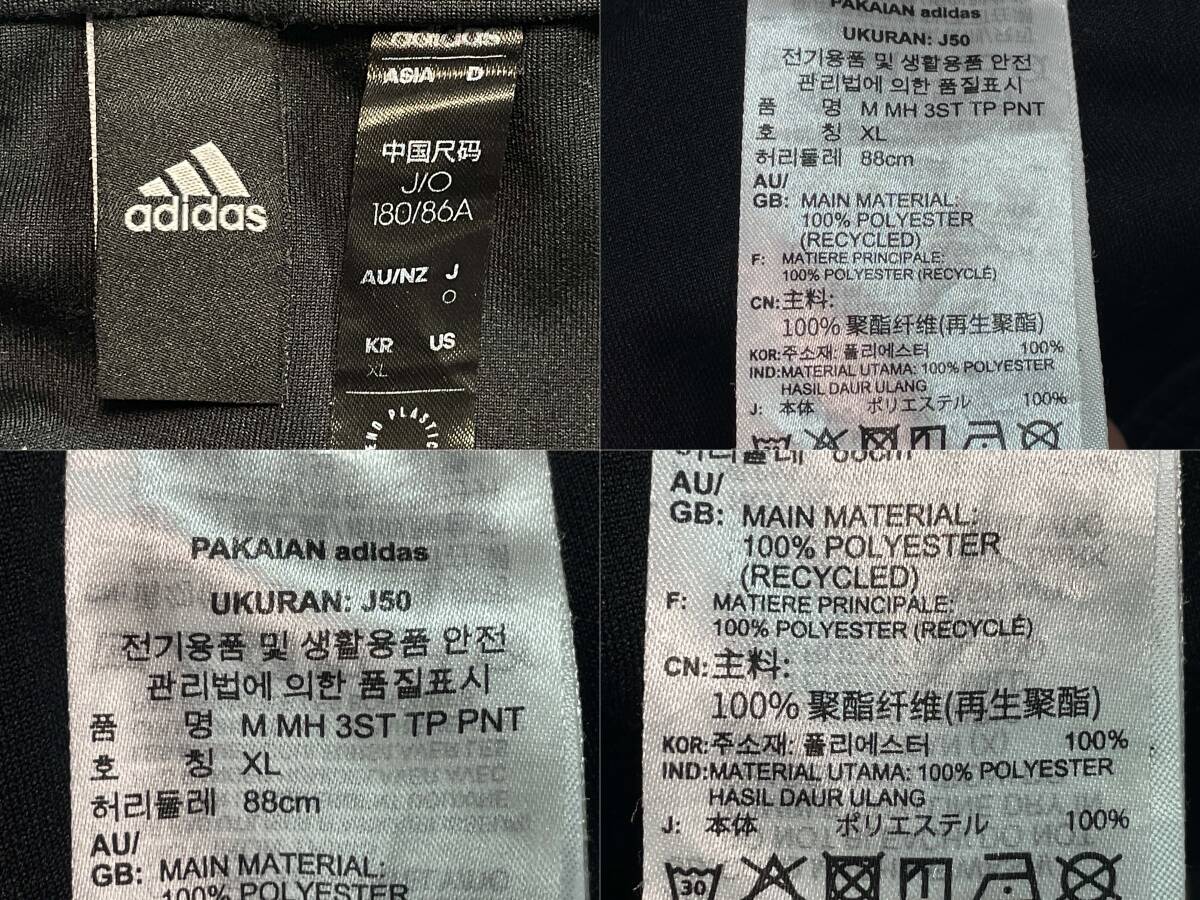 adidas
adidas
ASIA D
中国尺码
J/O
180/86A
AU/NZ J
O
KR US
XL
PLASTIC
PAKAIAN adidas
UKURAN: J50
전기용품 및 생활용품 안전
관리법에 의한 품질표시
품 명 M MH 3ST TP PNT
호 칭 XL
허리둘레 88cm
AU/
GB: MAIN MATERIAL:
100% POLYESTER
(RECYCLED)
F: MATIERE PRINCIPALE:
100% POLYESTER (RECYCLÉ)
CN: 主料:
100% 聚酯纤维(再生聚酯)
KOR: 주소재: 폴리에스터 100%
IND: MATERIAL UTAMA: 100% POLYESTER
HASIL DAUR ULANG
J: 本体 ポリエステル 100%
PAKAIAN adidas
UKURAN: J50
전기용품 및 생활용품 안전
관리법에 의한 품질표시
품 명 M MH 3ST TP PNT
호 칭 XL
허리둘레 88cm
AU/
GB: MAIN MATERIAL:
100% POLYESTER
허리둘레 88cm
AU/
GB: MAIN MATERIAL:
100% POLYESTER
(RECYCLED)
F: MATIERE PRINCIPALE:
100% POLYESTER (RECYCLÉ)
CN: 主料:
100% 聚酯纤维(再生聚酯)
KOR: 주소재: 폴리에스터 100%
IND: MATERIAL UTAMA: 100% POLYESTER
HASIL DAUR ULANG
J: 本体 ポリエステル 100%
30